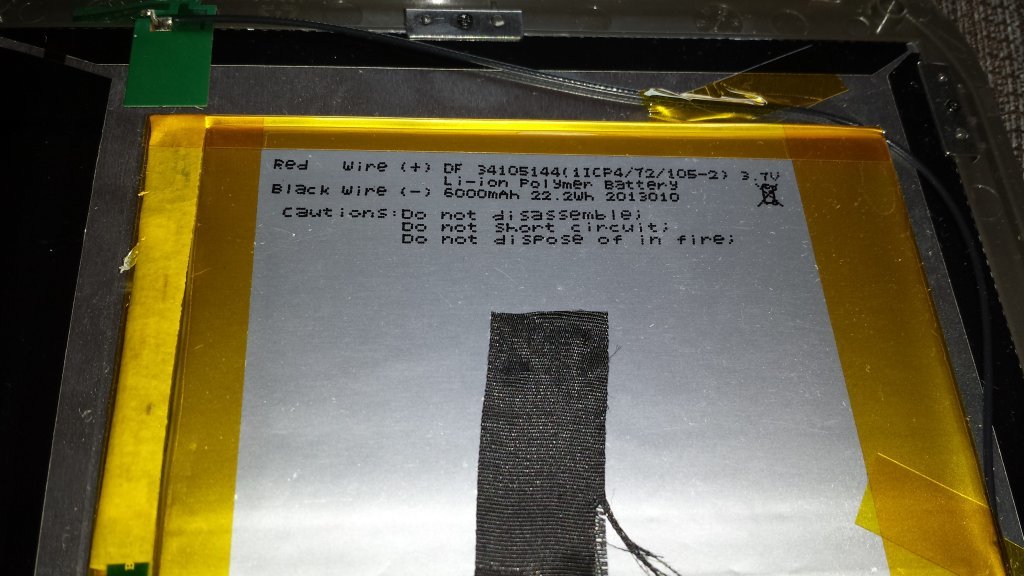 Red Wire (+) DF 34105144(1ICP4/72/105-2) 3.7V
Li-ion Polymer Battery
Black Wire (-) 6000mAh 22.2Wh 2013010
Cautions:Do not disassemble;
Do not short circuit;
Do not dispose of in fire;